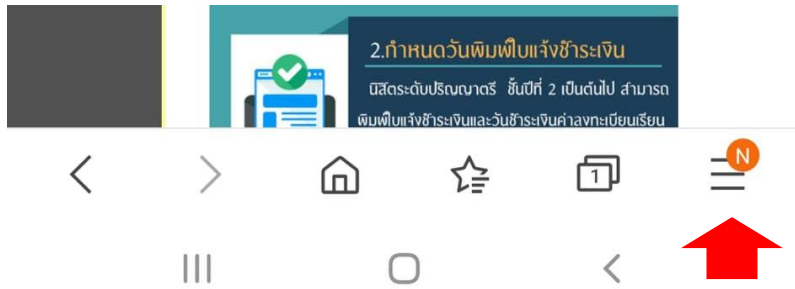 2.กำหนดวันพิมพ์ใบแจ้งชำระเงิน
นิสิตระดับปริญญาตรี ชั้นปีที่ 2 เป็นต้นไป สามารถ
พิมพ์ใบแจ้งชำระเงินและวันชำระเงินค่าลงทะเบียนเรียน
1
N